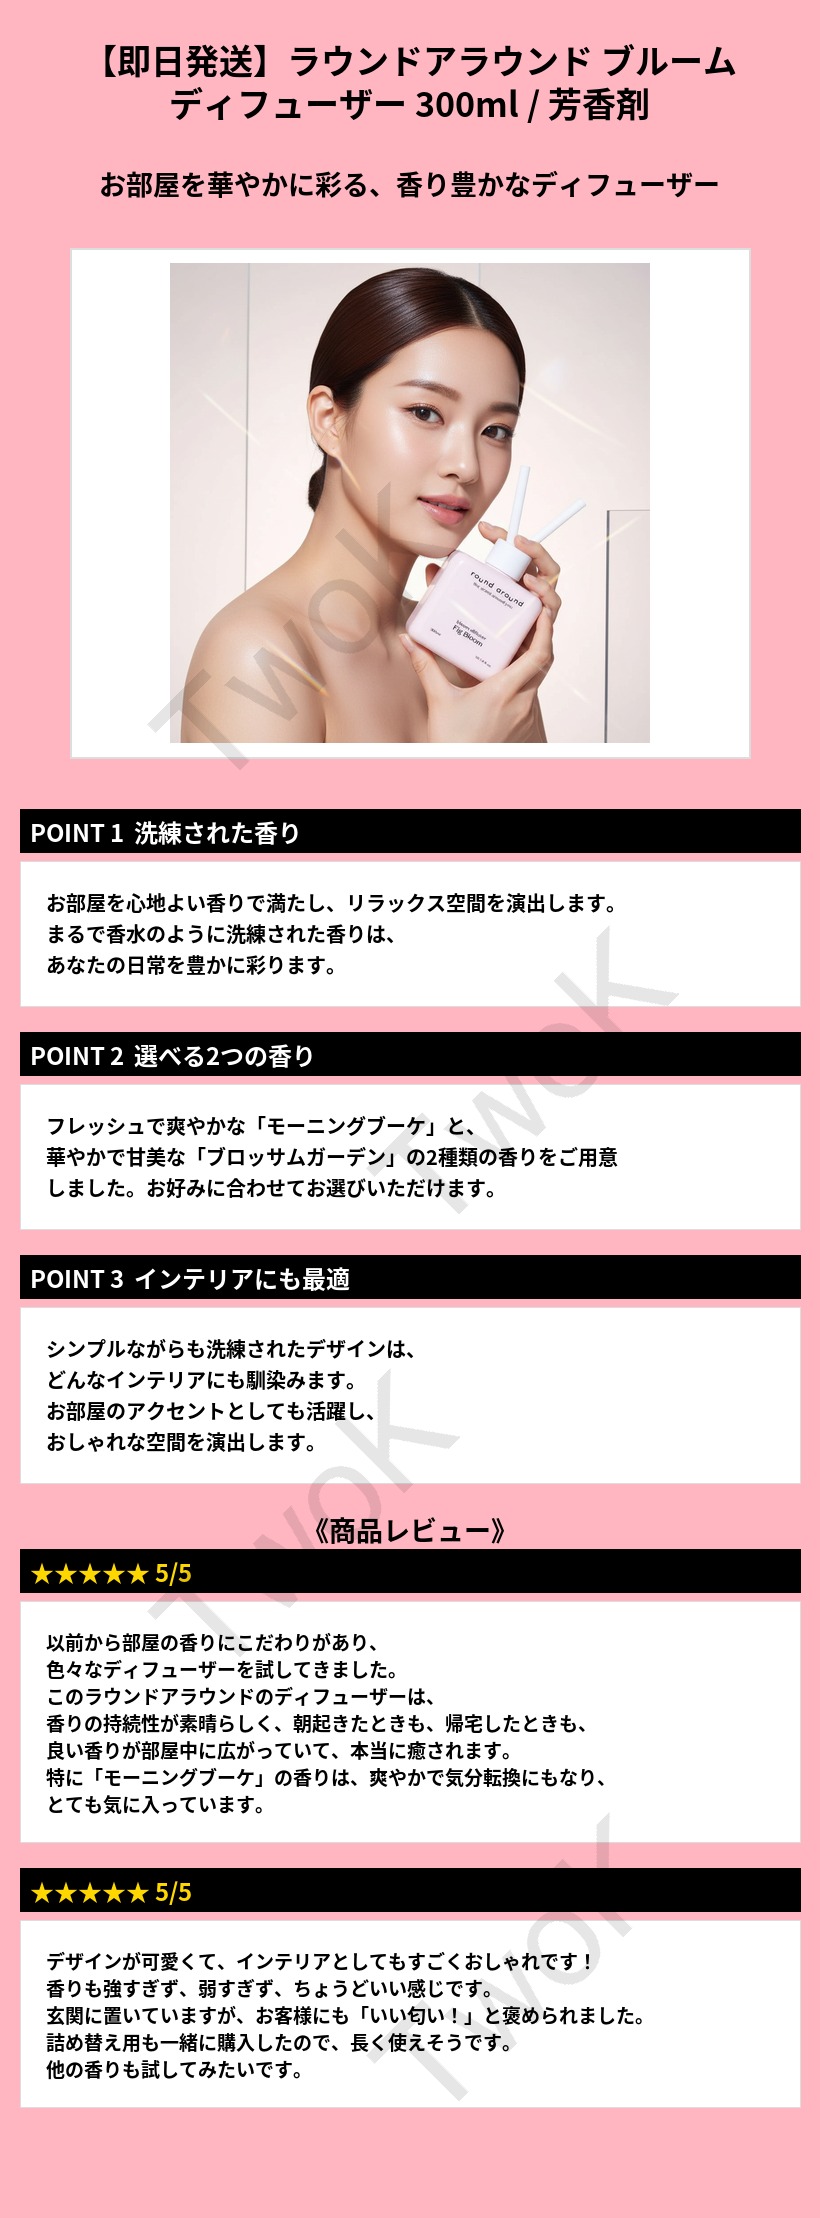 【即日発送】ラウンドアラウンド ブルーム
ディフューザー 300ml / 芳香剤
お部屋を華やかに彩る、香り豊かなディフューザー
round around
bloom diffuser
Fig Bloom
300ml
TwoK
POINT 1 洗練された香り
お部屋を心地よい香りで満たし、リラックス空間を演出します。
まるで香水のように洗練された香りは、
あなたの日常を豊かに彩ります。
TwoK
POINT 2 選べる2つの香り
フレッシュで爽やかな「モーニングブーケ」と、
華やかで甘美な「ブロッサムガーデン」の2種類の香りをご用意
しました。お好みに合わせてお選びいただけます。
POINT 3 インテリアにも最適
シンプルながらも洗練されたデザインは、
どんなインテリアにも馴染みます。
お部屋のアクセントとしても活躍し、
おしゃれな空間を演出します。
TwoK
《商品レビュー》
★★★★★ 5/5
以前から部屋の香りにこだわりがあり、
色々なディフューザーを試してきました。
このラウンドアラウンドのディフューザーは、
香りの持続性が素晴らしく、朝起きたときも、帰宅したときも、
良い香りが部屋中に広がっていて、本当に癒されます。
特に「モーニングブーケ」の香りは、爽やかで気分転換にもなり、
とても気に入っています。
★★★★★ 5/5
デザインが可愛くて、インテリアとしてもすごくおしゃれです！
香りも強すぎず、弱すぎず、ちょうどいい感じです。
玄関に置いていますが、お客様にも「いい匂い！」と褒められました。
詰め替え用も一緒に購入したので、長く使えそうです。
他の香りも試してみたいです。
TwoK